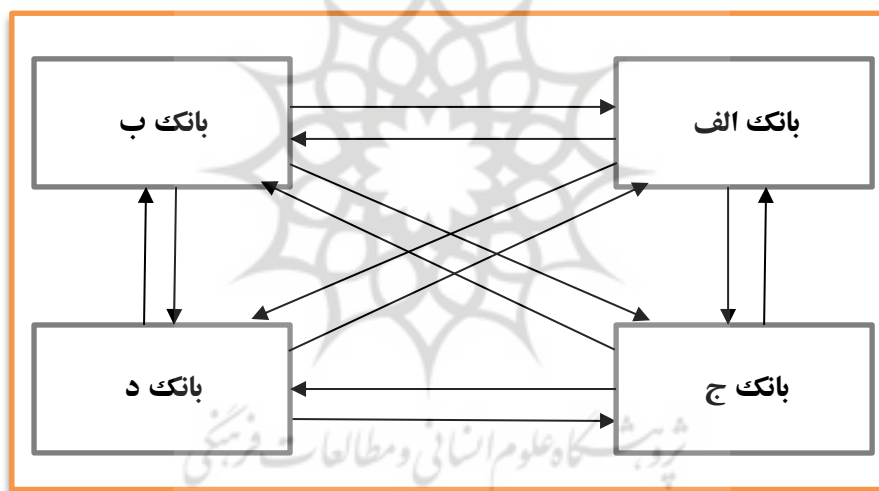 بانک الف
بانک ب
بانک ج
بانک د
پژوهشگاه علوم انسانی و مطالعات فرهنگی